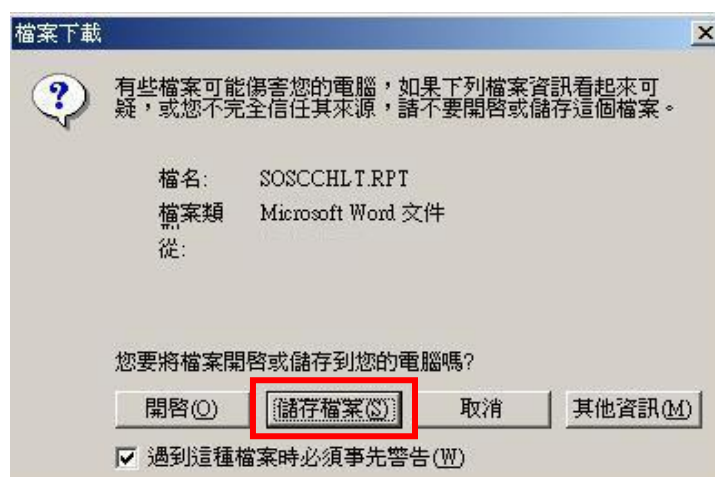 檔案下載
有些檔案可能傷害您的電腦，如果下列檔案資訊看起來可
疑，或您不完全信任其來源，請不要開啓或儲存這個檔案。
檔名: SOSCCHLT.RPT
檔案類 Microsoft Word 文件
從:
您要將檔案開啓或儲存到您的電腦嗎?
開啓(O) 儲存檔案(S) 取消 其他資訊(M)
遇到這種檔案時必須事先警告(W)